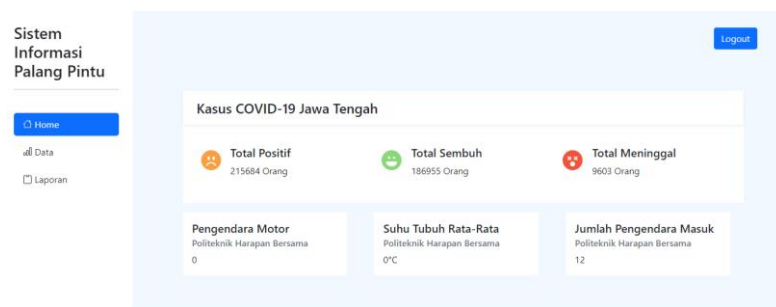 Sistem
Informasi
Palang Pintu
Logout
Home
Data
Laporan
Kasus COVID-19 Jawa Tengah
Total Positif
215684 Orang
Total Sembuh
186955 Orang
Total Meninggal
9603 Orang
Pengendara Motor
Politeknik Harapan Bersama
0
Suhu Tubuh Rata-Rata
Politeknik Harapan Bersama
0°C
Jumlah Pengendara Masuk
Politeknik Harapan Bersama
12